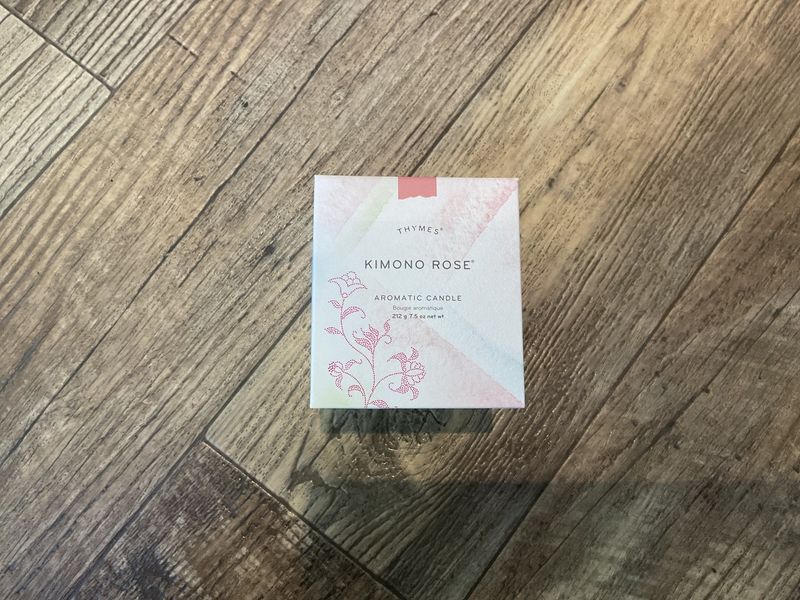 THYMES®
KIMONO ROSE®
AROMATIC CANDLE
Bougie aromatique
212 g 7.5 oz net wt